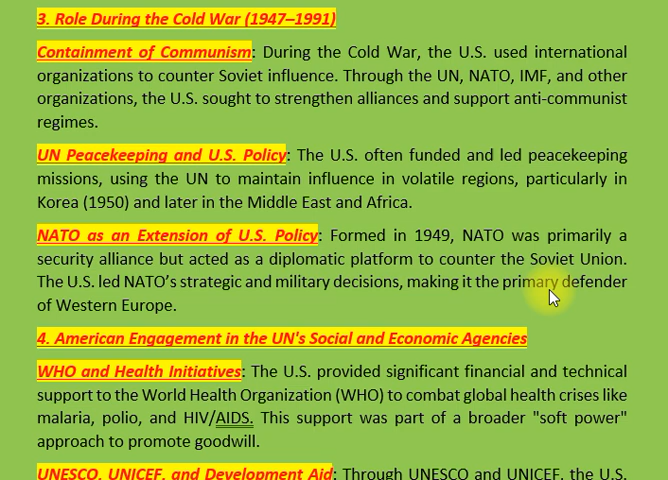 3. Role During the Cold War (1947–1991)
Containment of Communism: During the Cold War, the U.S. used international
organizations to counter Soviet influence. Through the UN, NATO, IMF, and other
organizations, the U.S. sought to strengthen alliances and support anti-communist
regimes.
UN Peacekeeping and U.S. Policy: The U.S. often funded and led peacekeeping
missions, using the UN to maintain influence in volatile regions, particularly in
Korea (1950) and later in the Middle East and Africa.
NATO as an Extension of U.S. Policy: Formed in 1949, NATO was primarily a
security alliance but acted as a diplomatic platform to counter the Soviet Union.
The U.S. led NATO’s strategic and military decisions, making it the primary defender
of Western Europe.
4. American Engagement in the UN's Social and Economic Agencies
WHO and Health Initiatives: The U.S. provided significant financial and technical
support to the World Health Organization (WHO) to combat global health crises like
malaria, polio, and HIV/AIDS. This support was part of a broader "soft power"
approach to promote goodwill.
UNESCO, UNICEF, and Development Aid: Through UNESCO and UNICEF, the U.S.